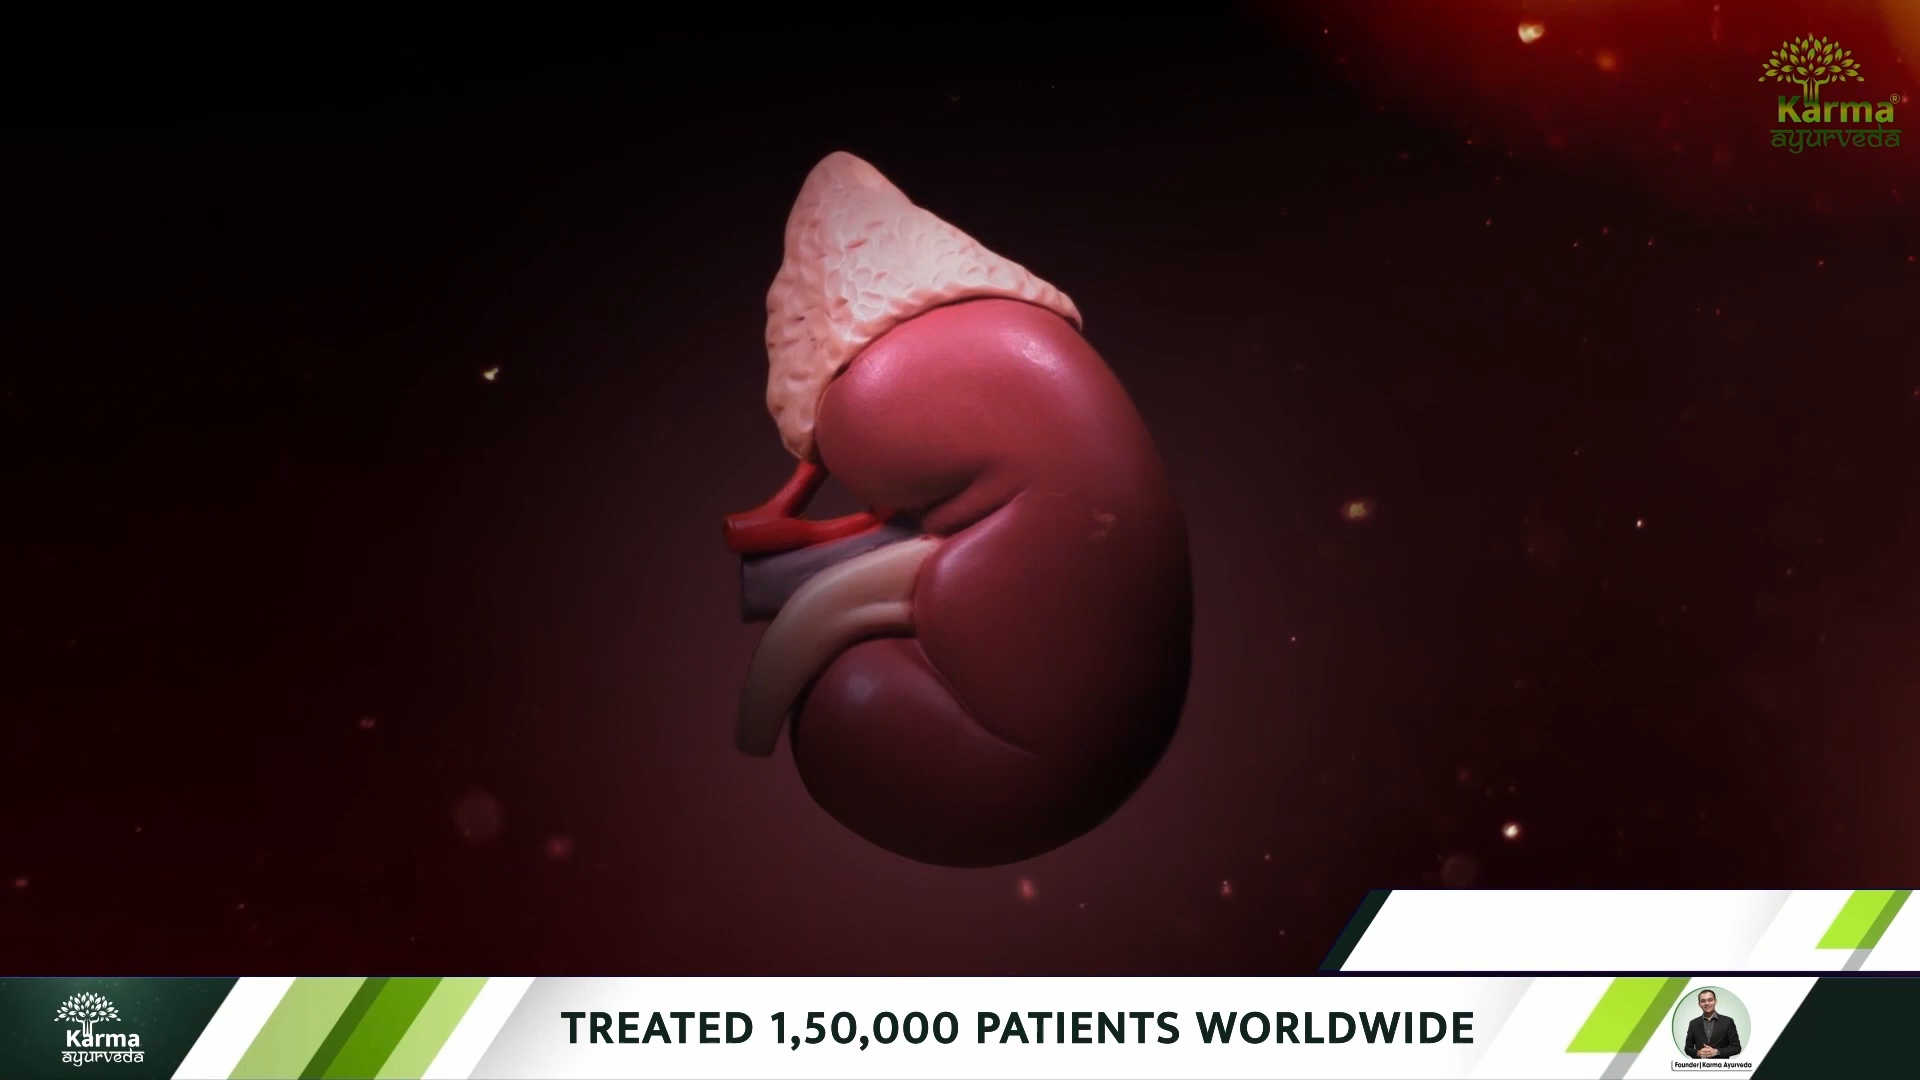 Karma®
ayurveda
Karma
ayurveda
TREATED 1,50,000 PATIENTS WORLDWIDE
Founder|Karma Ayurveda